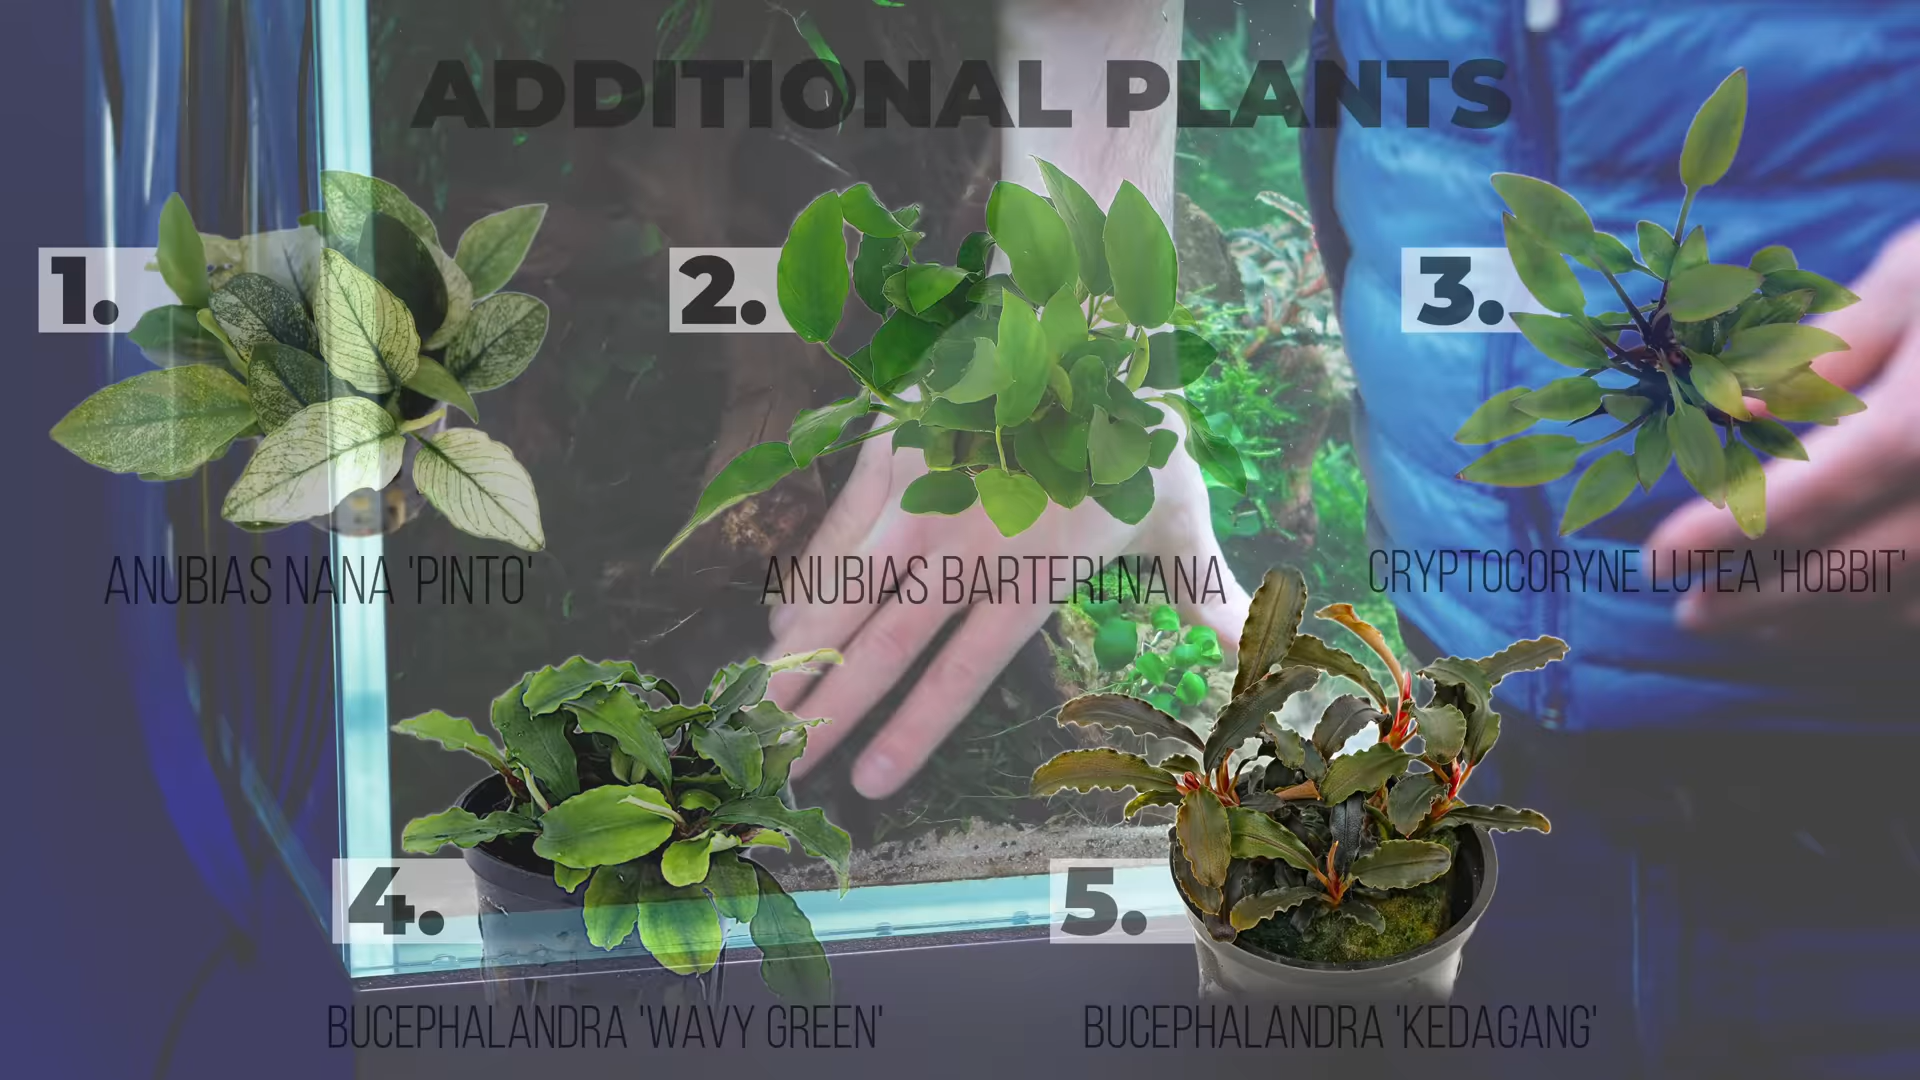 ADDITIONAL PLANTS
1.
ANUBIAS NANA 'PINTO'
2.
ANUBIAS BARTERI NANA
3.
CRYPTOCORYNE LUTEA 'HOBBIT'
4.
BUCEPHALANDRA 'WAVY GREEN'
5.
BUCEPHALANDRA 'KEDAGANG'